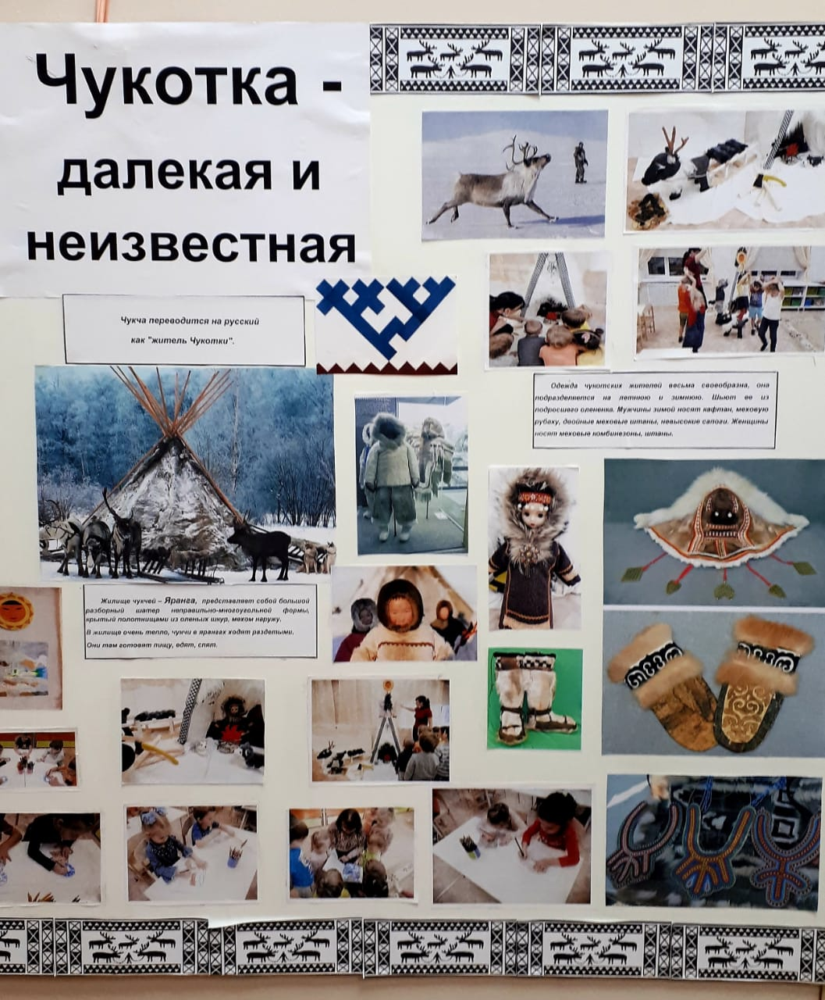 Чукотка -
далекая и
неизвестная
Чукча переводится на русский
как "житель Чукотки".
Одежда чукотских жителей весьма своеобразна, она
подразделяется на летнюю и зимнюю. Шьют ее из
подросшего олененка. Мужчины зимой носят кафтан, меховую
рубаху, двойные меховые штаны, невысокие сапоги. Женщины
носят меховые комбинезоны, штаны.
Жилище чукчей – Яранга, представляет собой большой
разборный шатер неправильно-многоугольной формы,
крытый полотнищами из оленьих шкур, мехом наружу.
В жилище очень тепло, чукчи в ярангах ходят раздетыми.
Они там готовят пищу, едят, спят.